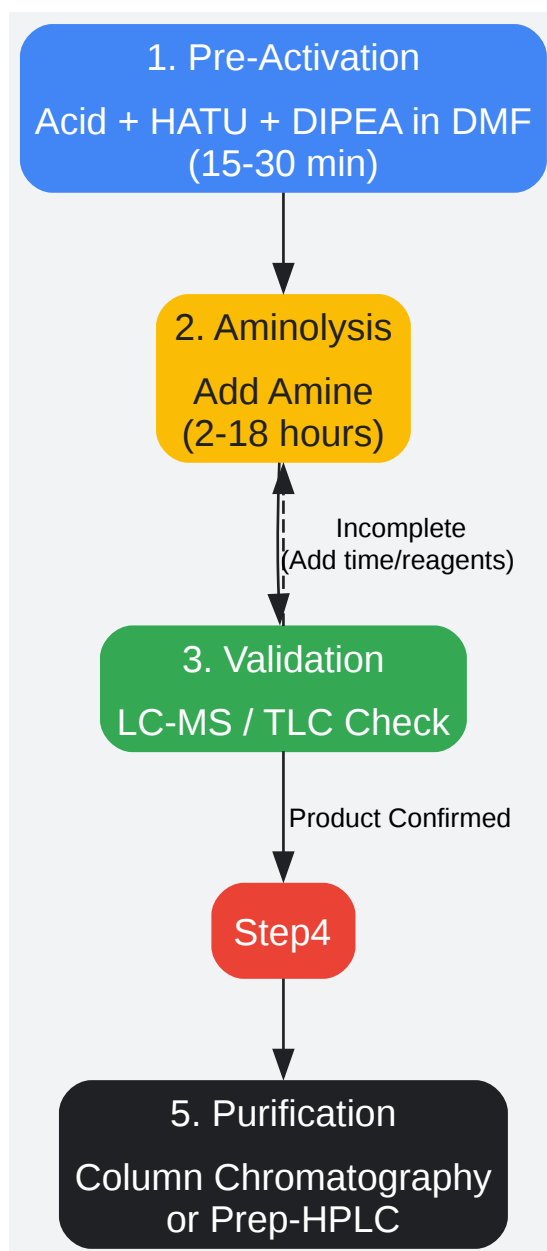 1. Pre-Activation
Acid + HATU + DIPEA in DMF
(15-30 min)
2. Aminolysis
Add Amine
(2-18 hours)
Incomplete
(Add time/reagents)
3. Validation
LC-MS / TLC Check
Product Confirmed
Step4
5. Purification
Column Chromatography
or Prep-HPLC